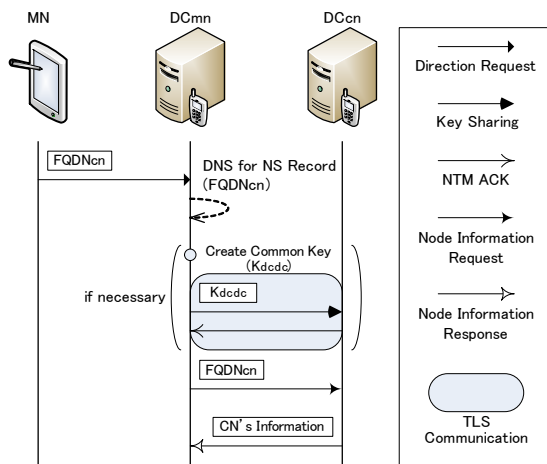 MN
DCmn
DCcn
FQDNcn
DNS for NS Record
(FQDNcn)
Create Common Key
(Kdcdc)
if necessary
Kdcdc
FQDNcn
CN's Information
Direction Request
Key Sharing
NTM ACK
Node Information
Request
Node Information
Response
TLS
Communication